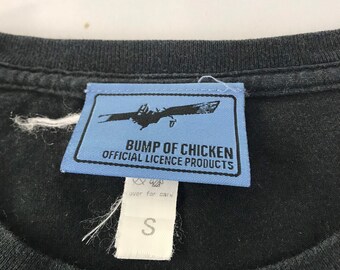 BUMP OF CHICKEN
OFFICIAL LICENCE PRODUCTS
S